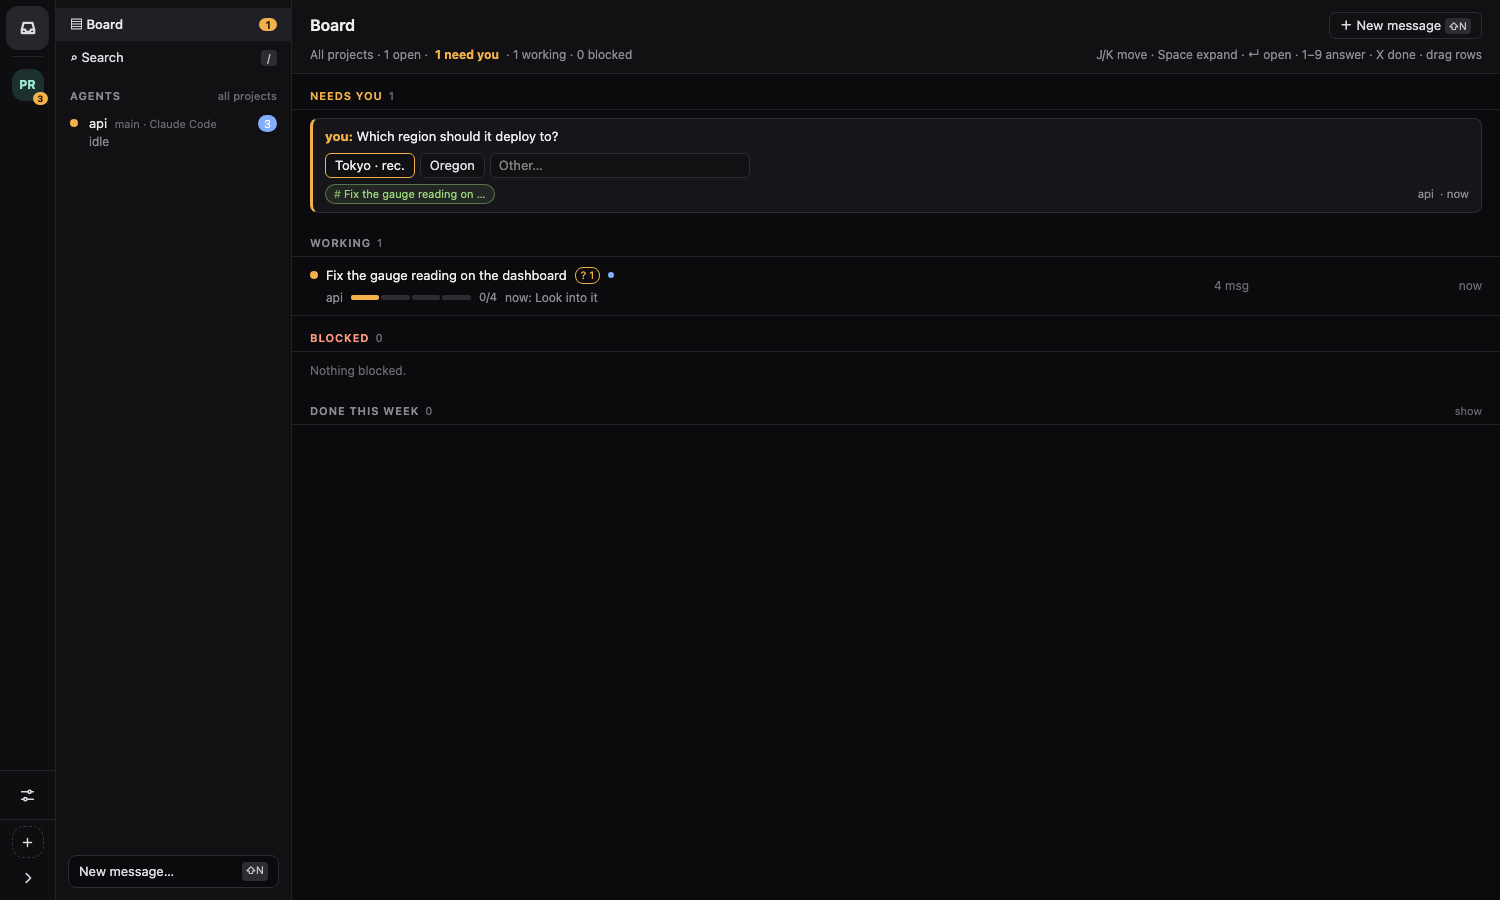 Board 1
Search /
PR
3
AGENTS all projects
api main · Claude Code 3
idle
New message... ⇧N
Board
+ New message ⇧N
All projects · 1 open · 1 need you · 1 working · 0 blocked
J/K move · Space expand · ↵ open · 1–9 answer · X done · drag rows
NEEDS YOU 1
you: Which region should it deploy to?
Tokyo · rec. Oregon Other...
# Fix the gauge reading on ... api · now
WORKING 1
Fix the gauge reading on the dashboard ? 1
api 0/4 now: Look into it 4 msg now
BLOCKED 0
Nothing blocked.
DONE THIS WEEK 0 show